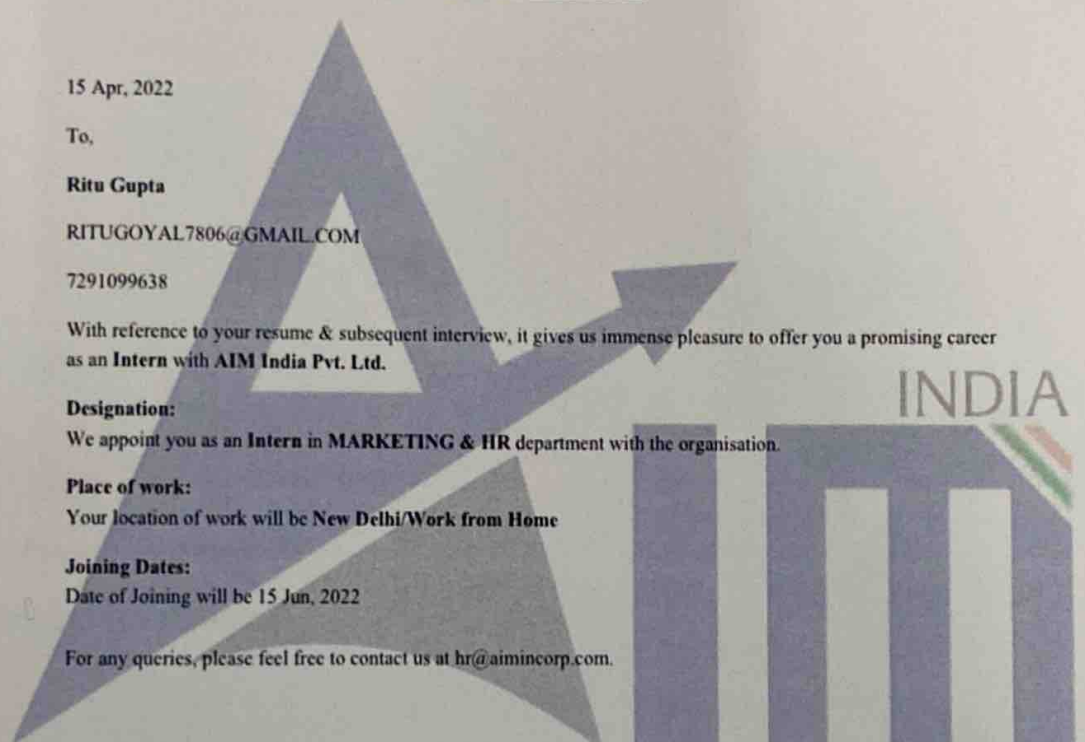 15 Apr, 2022
To,
Ritu Gupta
RITUGOYAL7806@GMAIL.COM
7291099638
With reference to your resume & subsequent interview, it gives us immense pleasure to offer you a promising career
as an Intern with AIM India Pvt. Ltd.
INDIA
Designation:
We appoint you as an Intern in MARKETING & HR department with the organisation.
Place of work:
Your location of work will be New Delhi/Work from Home
Joining Dates:
Date of Joining will be 15 Jun, 2022
For any queries, please feel free to contact us at hr@aimincorp.com.
AIM